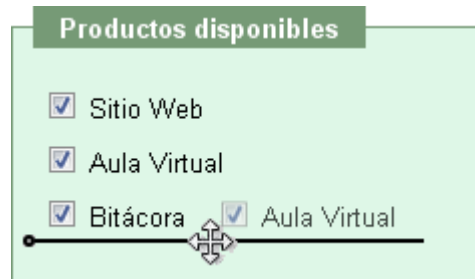 Productos disponibles
Sitio Web
Aula Virtual
Bitácora Aula Virtual